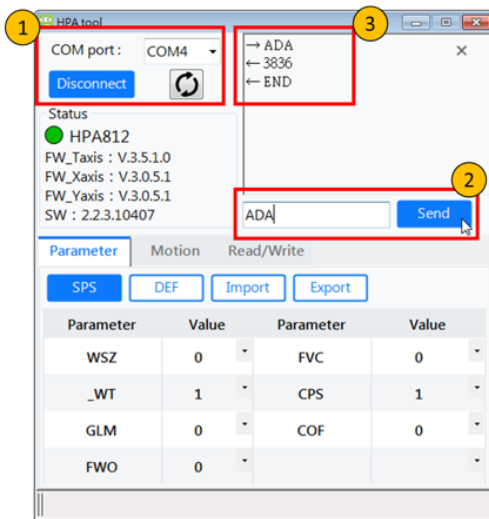 1
HPA tool
3
COM port :
COM4
Disconnect
→ ADA
← 3836
← END
Status
HPA812
FW_Taxis : V.3.5.1.0
FW_Xaxis : V.3.0.5.1
FW_Yaxis : V.3.0.5.1
SW : 2.2.3.10407
2
ADA
Send
Parameter Motion Read/Write
SPS DEF Import Export
Parameter Value Parameter Value
WSZ 0 FVC 0
_WT 1 CPS 1
GLM 0 COF 0
FWO 0